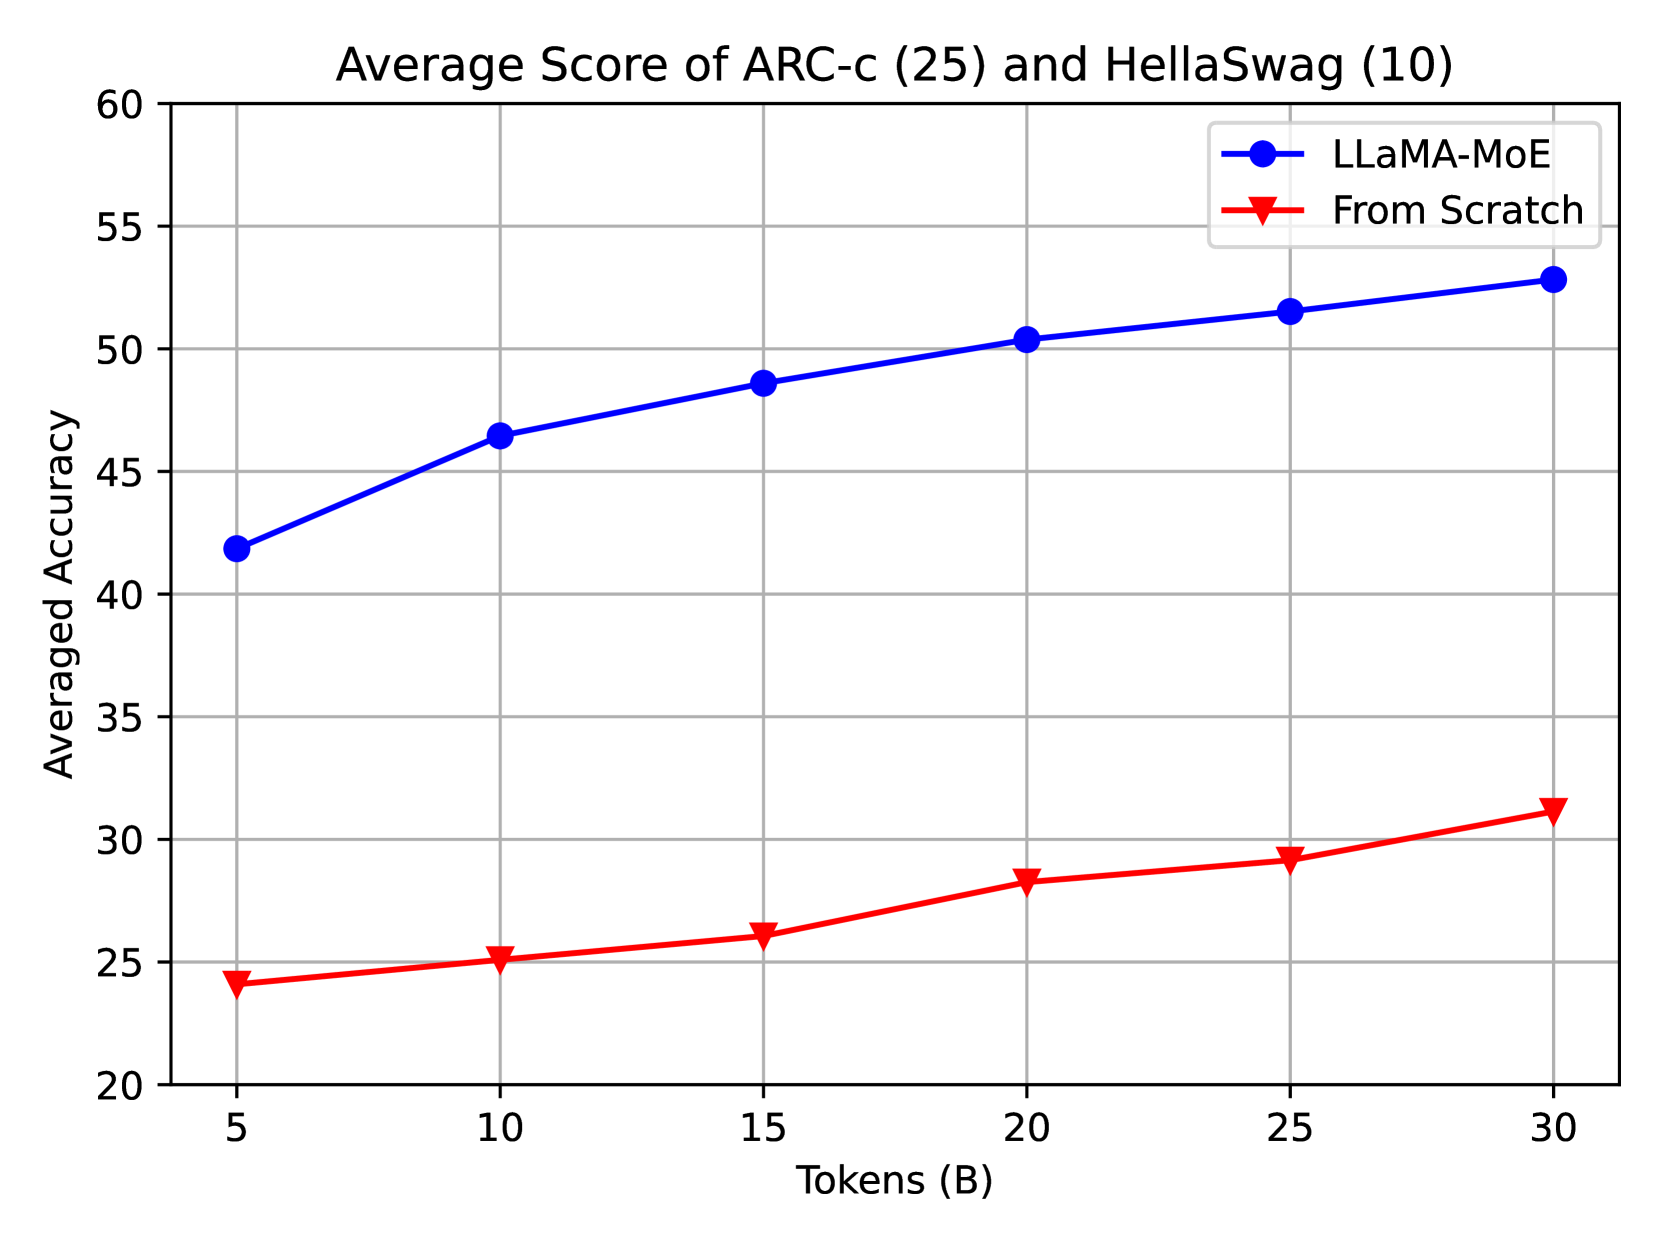 Average Score of ARC-c (25) and HellaSwag (10)
60
55
50
45
40
35
30
25
20
Averaged Accuracy
LLaMA-MoE
From Scratch
5 10 15 20 25 30
Tokens (B)